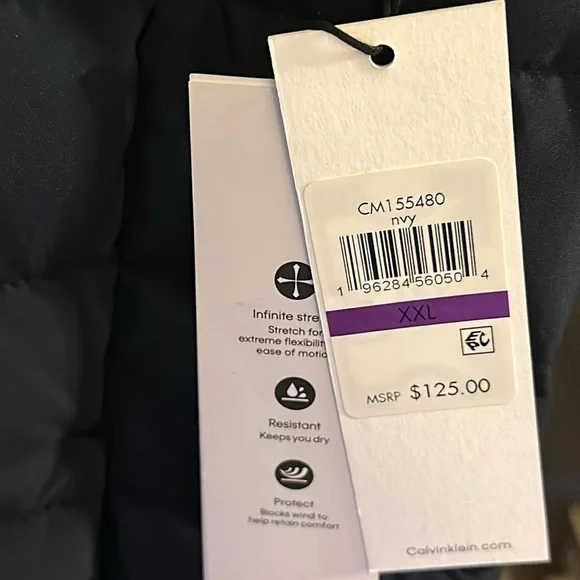 CM155480
nvy
1 96284 56050 4
XXL
MSRP $125.00
Calvinklein.com
Infinite stre
Stretch for
extreme flexibilit
ease of motio
Resistant
Keeps you dry
Protect
Blocks wind to
help retain comfort